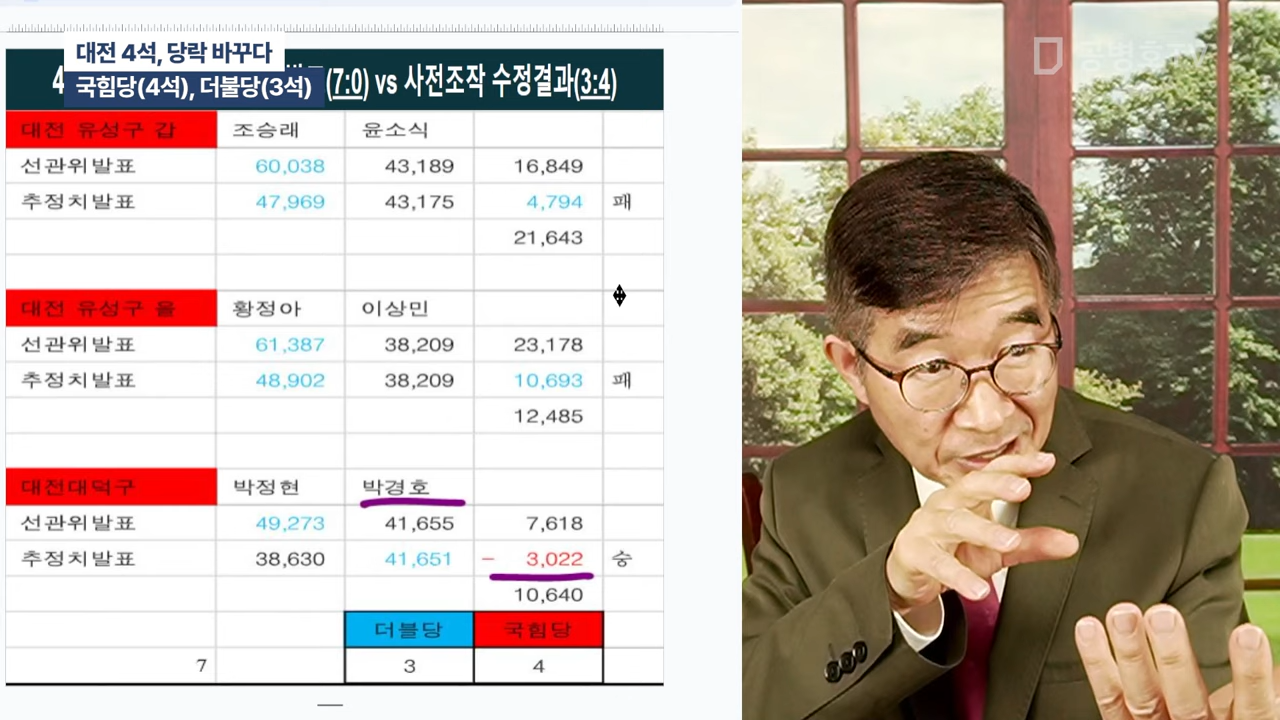 대전 4석, 당락 바꾸다
국힘당(4석), 더불당(3석)
4 (7:0) vs 사전조작 수정결과(3:4)
대전 유성구 갑 조승래 윤소식
선관위발표 60,038 43,189 16,849
추정치발표 47,969 43,175 4,794 패
21,643
대전 유성구 을 황정아 이상민
선관위발표 61,387 38,209 23,178
추정치발표 48,902 38,209 10,693 패
12,485
대전대덕구 박정현 박경호
선관위발표 49,273 41,655 7,618
추정치발표 38,630 41,651 - 3,022 승
10,640
더불당 국힘당
7 3 4